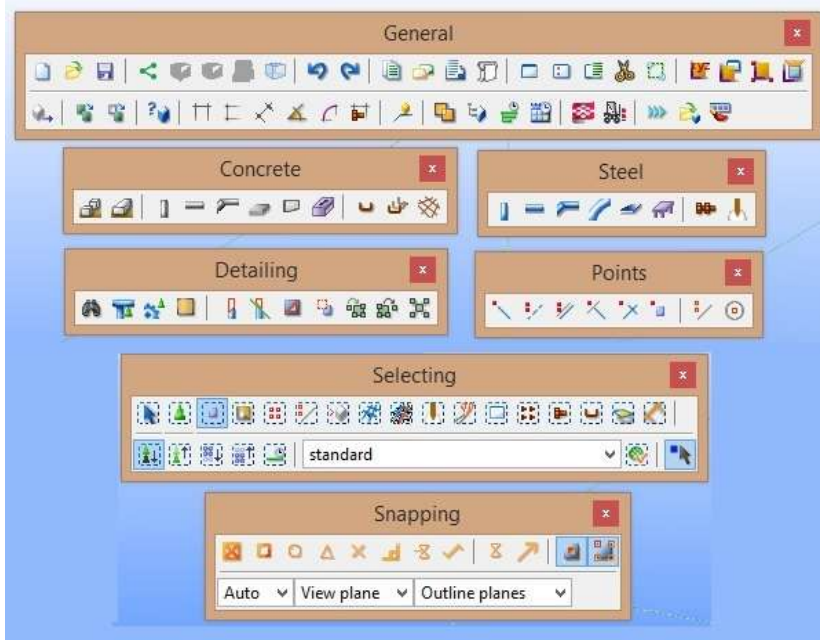 General
Concrete
Steel
Detailing
Points
Selecting
standard
Snapping
Auto
View plane
Outline planes